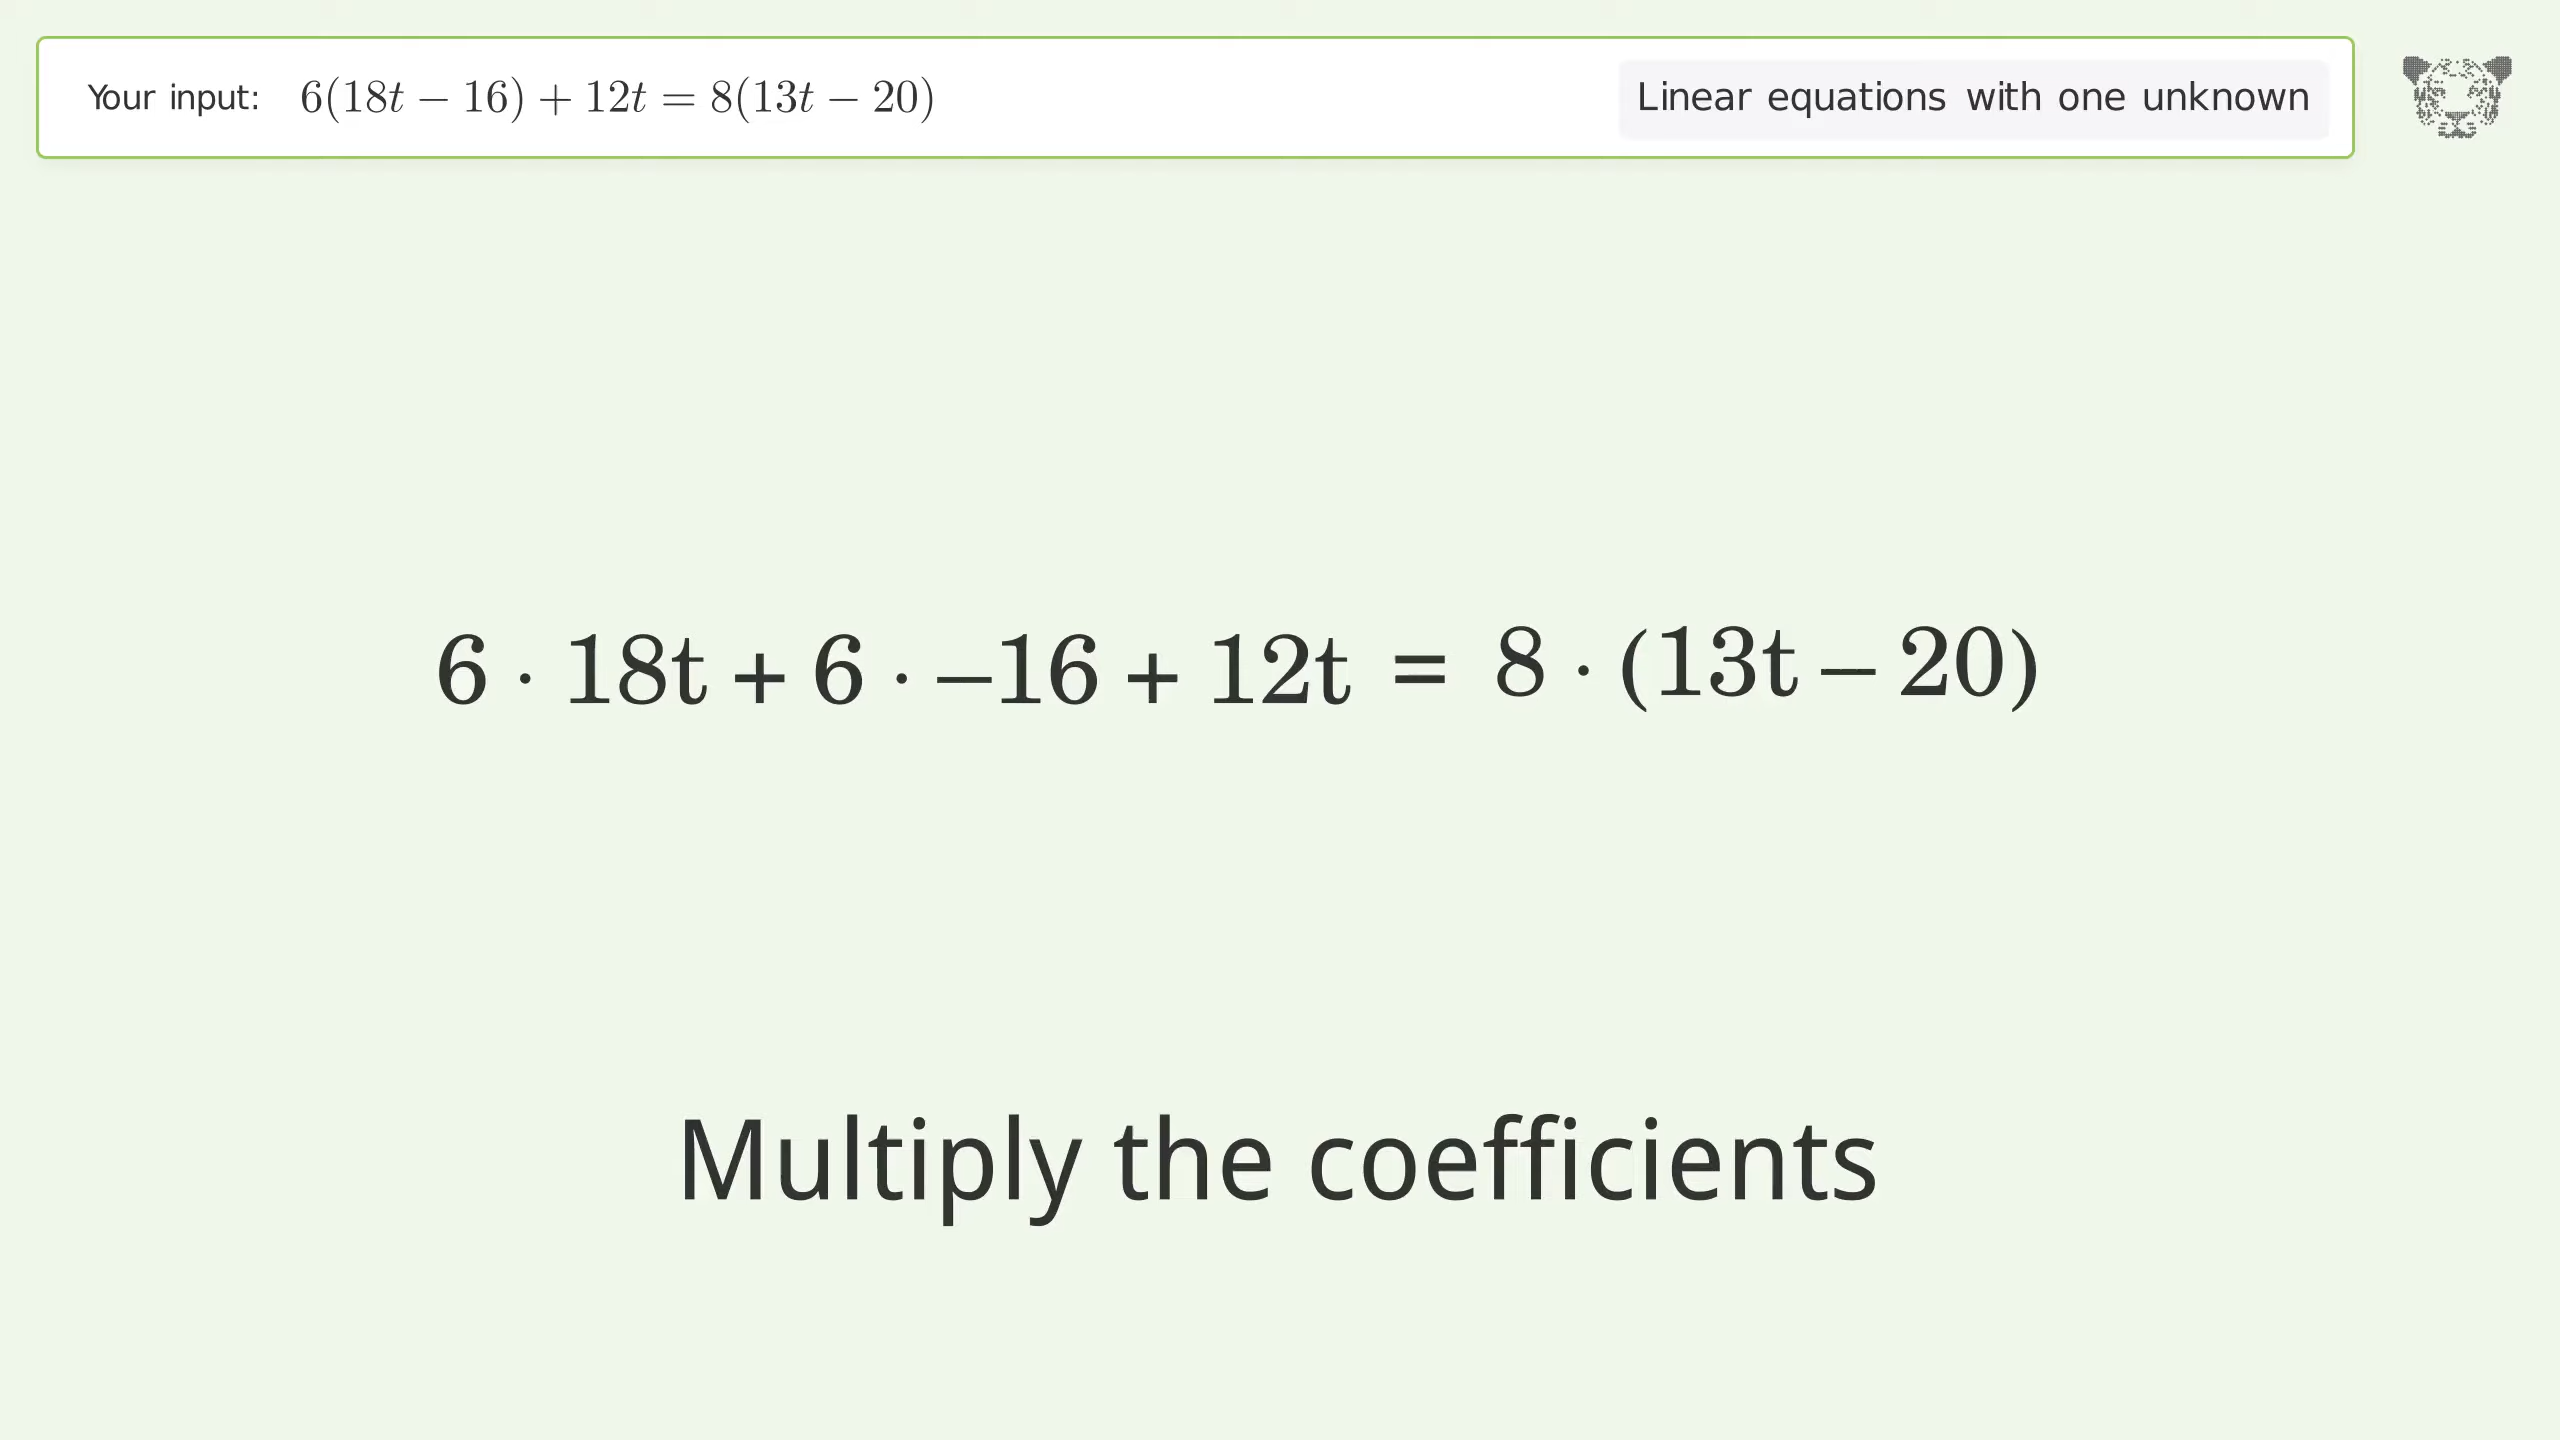 Your input: 6(18t − 16) + 12t = 8(13t − 20)
Linear equations with one unknown
6 · 18t + 6 · −16 + 12t = 8 · (13t − 20)
Multiply the coefficients